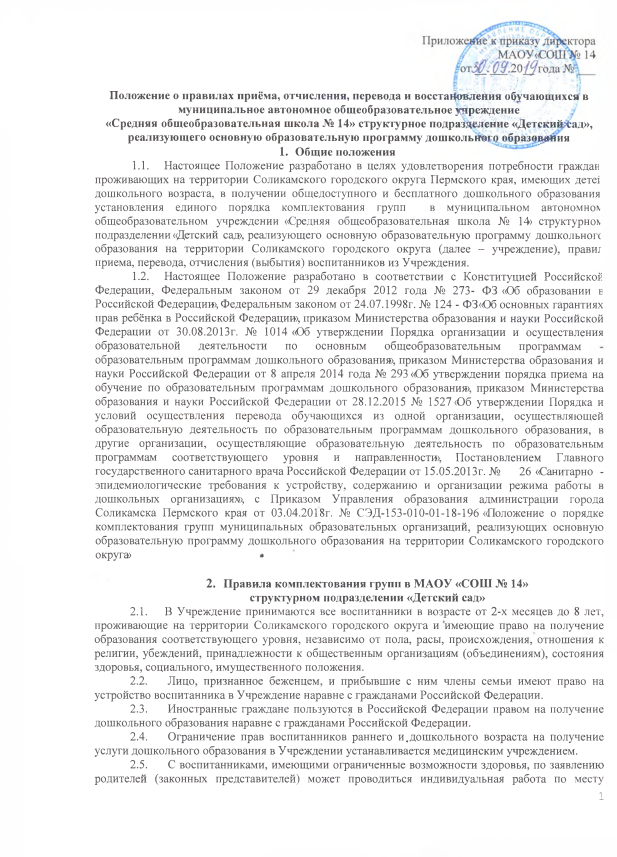 Приложение к приказу директора
МАОУ «СОШ № 14
от 30.09.2019 года №
Положение о правилах приёма, отчисления, перевода и восстановления обучающихся в
муниципальное автономное общеобразовательное учреждение
«Средняя общеобразовательная школа № 14» структурное подразделение «Детский сад»,
реализующего основную образовательную программу дошкольного образования
1. Общие положения
1.1. Настоящее Положение разработано в целях удовлетворения потребности граждан
проживающих на территории Соликамского городского округа Пермского края, имеющих детей
дошкольного возраста, в получении общедоступного и бесплатного дошкольного образования
установления единого порядка комплектования групп в муниципальном автономном
общеобразовательном учреждении «Средняя общеобразовательная школа № 14» структурном
подразделении «Детский сад», реализующего основную образовательную программу дошкольного
образования на территории Соликамского городского округа (далее – учреждение), правил
приема, перевода, отчисления (выбытия) воспитанников из Учреждения.
1.2. Настоящее Положение разработано в соответствии с Конституцией Российской
Федерации, Федеральным законом от 29 декабря 2012 года № 273- ФЗ «Об образовании в
Российской Федерации», Федеральным законом от 24.07.1998г. № 124 - ФЗ «Об основных гарантиях
прав ребёнка в Российской Федерации», приказом Министерства образования и науки Российской
Федерации от 30.08.2013г. № 1014 «Об утверждении Порядка организации и осуществления
образовательной деятельности по основным общеобразовательным программам -
образовательным программам дошкольного образования», приказом Министерства образования и
науки Российской Федерации от 8 апреля 2014 года № 293 «Об утверждении порядка приема на
обучение по образовательным программам дошкольного образования», приказом Министерства
образования и науки Российской Федерации от 28.12.2015 № 1527 «Об утверждении Порядка и
условий осуществления перевода обучающихся из одной организации, осуществляющей
образовательную деятельность по образовательным программам дошкольного образования, в
другие организации, осуществляющие образовательную деятельность по образовательным
программам соответствующего уровня и направленности», Постановлением Главного
государственного санитарного врача Российской Федерации от 15.05.2013г. № 26 «Санитарно -
эпидемиологические требования к устройству, содержанию и организации режима работы в
дошкольных организациях», с Приказом Управления образования администрации города
Соликамска Пермского края от 03.04.2018г. № СЭД-153-010-01-18-196 «Положение о порядке
комплектования групп муниципальных образовательных организаций, реализующих основную
образовательную программу дошкольного образования на территории Соликамского городского
округа»
2. Правила комплектования групп в МАОУ «СОШ № 14»
структурном подразделении «Детский сад»
2.1. В Учреждение принимаются все воспитанники в возрасте от 2-х месяцев до 8 лет,
проживающие на территории Соликамского городского округа и имеющие право на получение
образования соответствующего уровня, независимо от пола, расы, происхождения, отношения к
религии, убеждений, принадлежности к общественным организациям (объединениям), состояния
здоровья, социального, имущественного положения.
2.2. Лицо, признанное беженцем, и прибывшие с ним члены семьи имеют право на
устройство воспитанника в Учреждение наравне с гражданами Российской Федерации.
2.3. Иностранные граждане пользуются в Российской Федерации правом на получение
дошкольного образования наравне с гражданами Российской Федерации.
2.4. Ограничение прав воспитанников раннего и дошкольного возраста на получение
услуги дошкольного образования в Учреждении устанавливается медицинским учреждением.
2.5. С воспитанниками, имеющими ограниченные возможности здоровья, по заявлению
родителей (законных представителей) может проводиться индивидуальная работа по месту
1